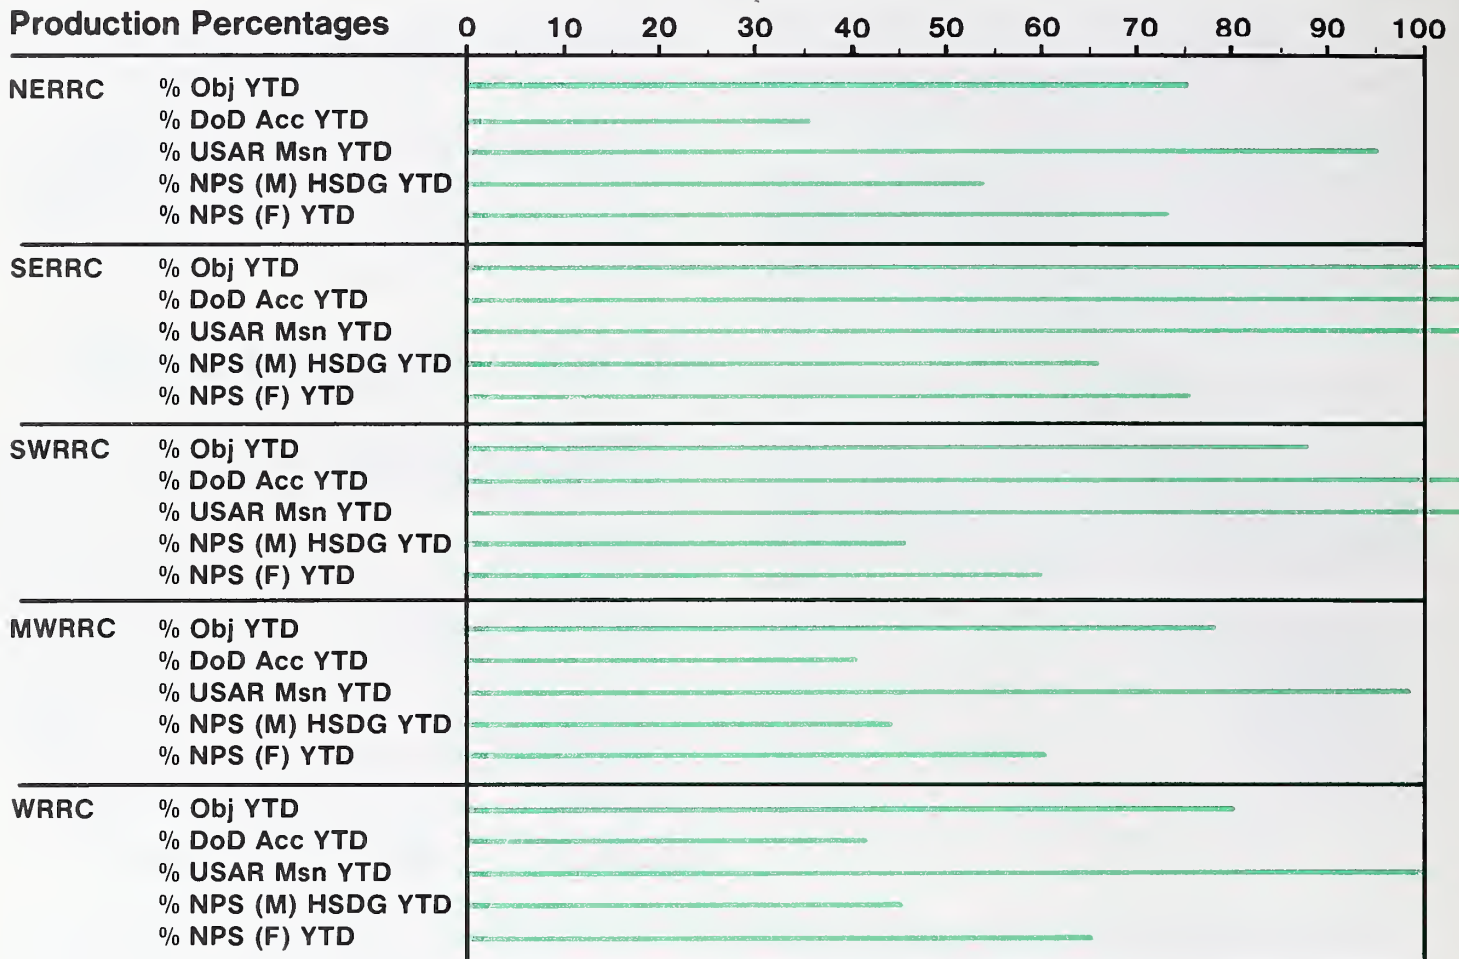 Production Percentages 0 10 20 30 40 50 60 70 80 90 100
NERRC % Obj YTD
% DoD Acc YTD
% USAR Msn YTD
% NPS (M) HSDG YTD
% NPS (F) YTD
SERRC % Obj YTD
% DoD Acc YTD
% USAR Msn YTD
% NPS (M) HSDG YTD
% NPS (F) YTD
SWRRC % Obj YTD
% DoD Acc YTD
% USAR Msn YTD
% NPS (M) HSDG YTD
% NPS (F) YTD
MWRRC % Obj YTD
% DoD Acc YTD
% USAR Msn YTD
% NPS (M) HSDG YTD
% NPS (F) YTD
WRRC % Obj YTD
% DoD Acc YTD
% USAR Msn YTD
% NPS (M) HSDG YTD
% NPS (F) YTD